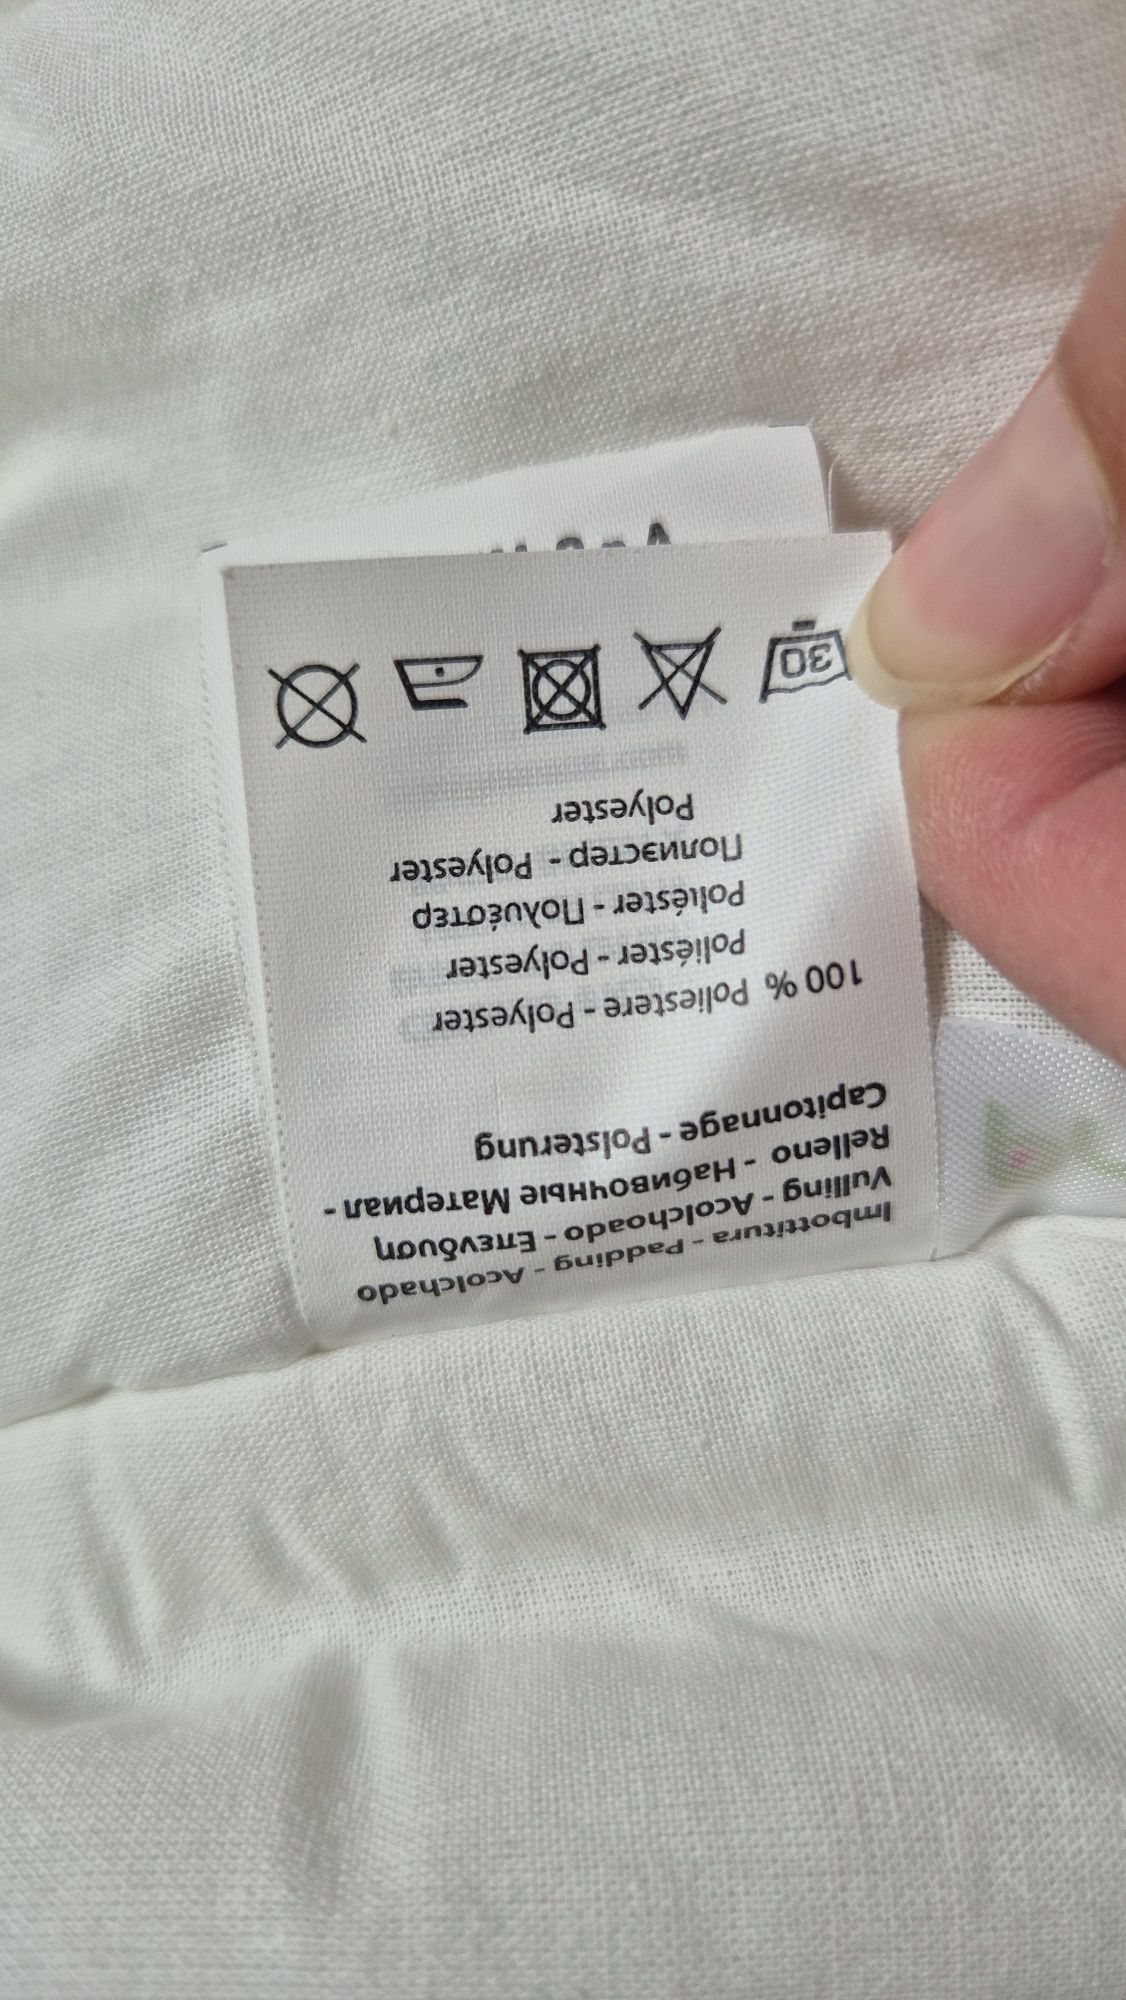 Imbottitura - Padding - Acolchado
Vulling - Acolchoado - Επενδυση
Relleno - Набивочные Материал -
Capitonnage - Polsterung
100 % Poliestere - Polyester
Poliéster - Polyester
Poliéster - Πολυέστερ
Полиэстер - Polyester
Polyester
30